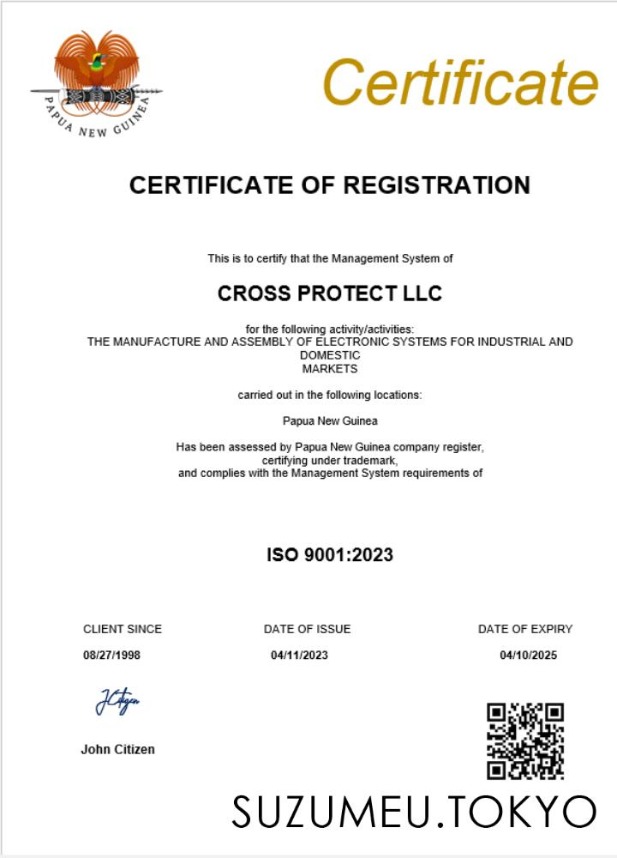 PAPUA NEW GUINEA
Certificate
CERTIFICATE OF REGISTRATION
This is to certify that the Management System of
CROSS PROTECT LLC
for the following activity/activities:
THE MANUFACTURE AND ASSEMBLY OF ELECTRONIC SYSTEMS FOR INDUSTRIAL AND
DOMESTIC
MARKETS
carried out in the following locations:
Papua New Guinea
Has been assessed by Papua New Guinea company register,
certifying under trademark,
and complies with the Management System requirements of
ISO 9001:2023
CLIENT SINCE DATE OF ISSUE DATE OF EXPIRY
08/27/1998 04/11/2023 04/10/2025
JCitizen
John Citizen
SUZUMEU.TOKYO